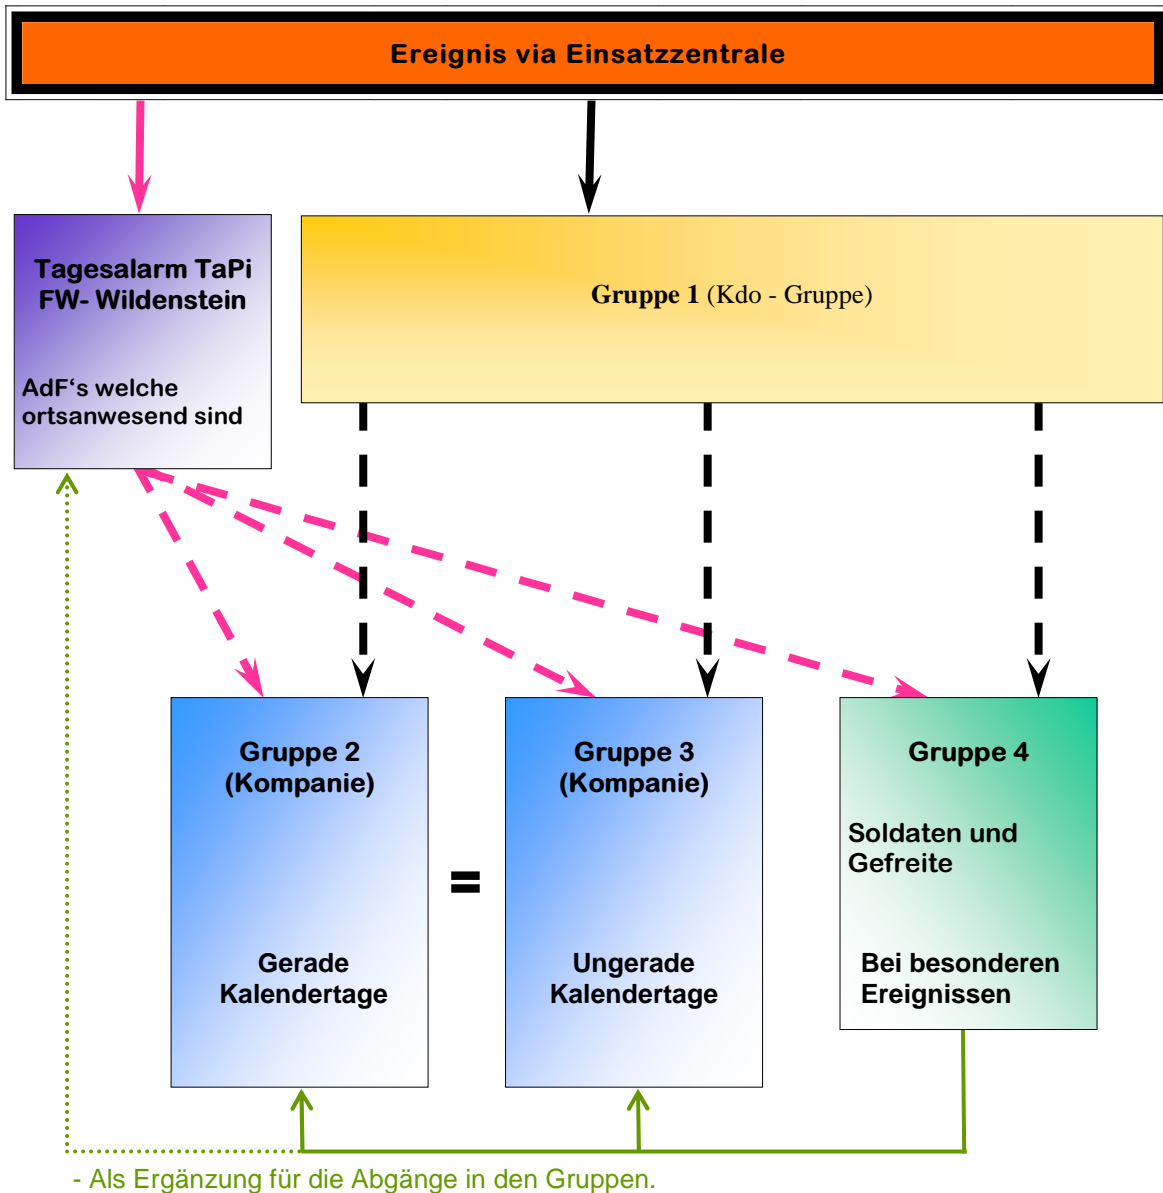 Ereignis via Einsatzzentrale
Tagesalarm TaPi
FW- Wildenstein
AdF‘s welche
ortsanwesend sind
Gruppe 1 (Kdo - Gruppe)
Gruppe 2
(Kompanie)
Gerade
Kalendertage
=
Gruppe 3
(Kompanie)
Ungerade
Kalendertage
Gruppe 4
Soldaten und
Gefreite
Bei besonderen
Ereignissen
- Als Ergänzung für die Abgänge in den Gruppen.